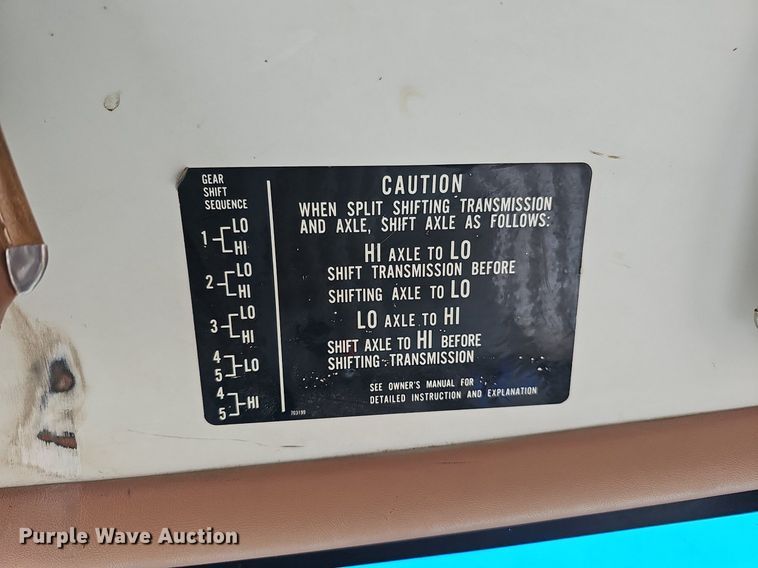 GEAR
SHIFT
SEQUENCE
1 LO
HI
2 LO
HI
3 LO
HI
4
5 LO
4
5 HI
CAUTION
WHEN SPLIT SHIFTING TRANSMISSION
AND AXLE, SHIFT AXLE AS FOLLOWS:
HI AXLE TO LO
SHIFT TRANSMISSION BEFORE
SHIFTING AXLE TO LO
LO AXLE TO HI
SHIFT AXLE TO HI BEFORE
SHIFTING TRANSMISSION
SEE OWNER'S MANUAL FOR
DETAILED INSTRUCTION AND EXPLANATION
703199
Purple Wave Auction